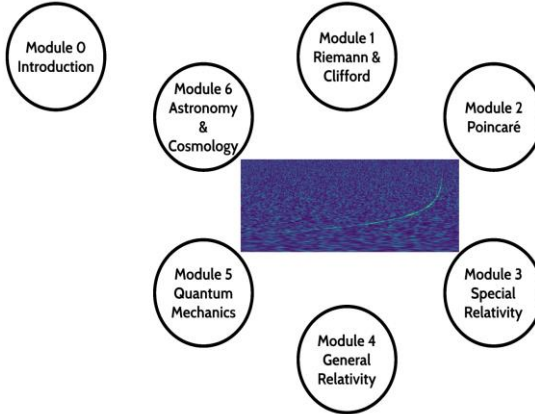 Module 0
Introduction
Module 1
Riemann &
Clifford
Module 2
Poincaré
Module 3
Special
Relativity
Module 4
General
Relativity
Module 5
Quantum
Mechanics
Module 6
Astronomy
&
Cosmology